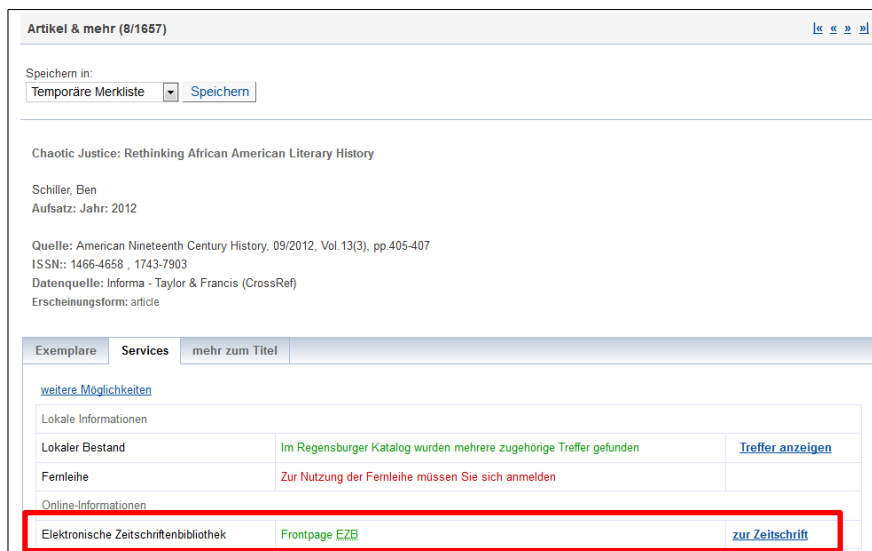 Artikel & mehr (8/1657) |« « » »|
Speichern in:
Temporäre Merkliste Speichern
Chaotic Justice: Rethinking African American Literary History
Schiller, Ben
Aufsatz: Jahr: 2012
Quelle: American Nineteenth Century History, 09/2012, Vol.13(3), pp.405-407
ISSN:: 1466-4658 , 1743-7903
Datenquelle: Informa - Taylor & Francis (CrossRef)
Erscheinungsform: article
Exemplare Services mehr zum Titel
weitere Möglichkeiten
Lokale Informationen
Lokaler Bestand Im Regensburger Katalog wurden mehrere zugehörige Treffer gefunden Treffer anzeigen
Fernleihe Zur Nutzung der Fernleihe müssen Sie sich anmelden
Online-Informationen
Elektronische Zeitschriftenbibliothek Frontpage EZB zur Zeitschrift